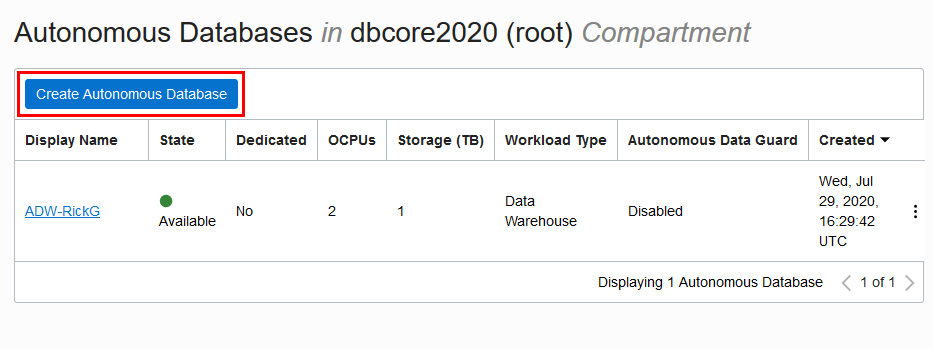 Autonomous Databases in dbcore2020 (root) Compartment
Create Autonomous Database
Display Name State Dedicated OCPUs Storage (TB) Workload Type Autonomous Data Guard Created
ADW-RickG Available No 2 1 Data Warehouse Disabled Wed, Jul 29, 2020, 16:29:42 UTC
Displaying 1 Autonomous Database 1 of 1